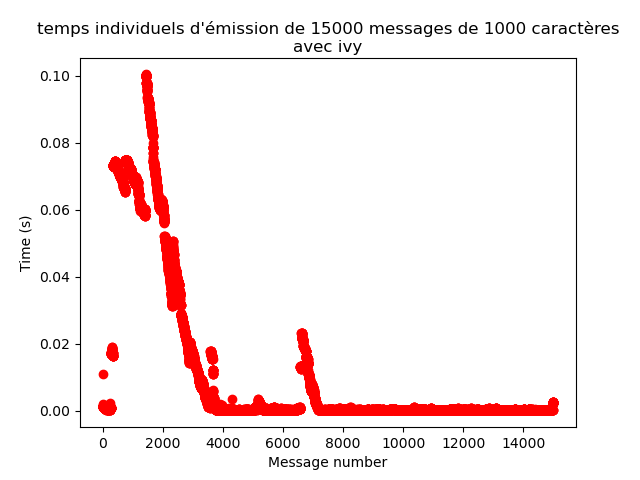 temps individuels d'émission de 15000 messages de 1000 caractères
avec ivy
0.10
0.08
0.06
0.04
0.02
0.00
Time (s)
0 2000 4000 6000 8000 10000 12000 14000
Message number